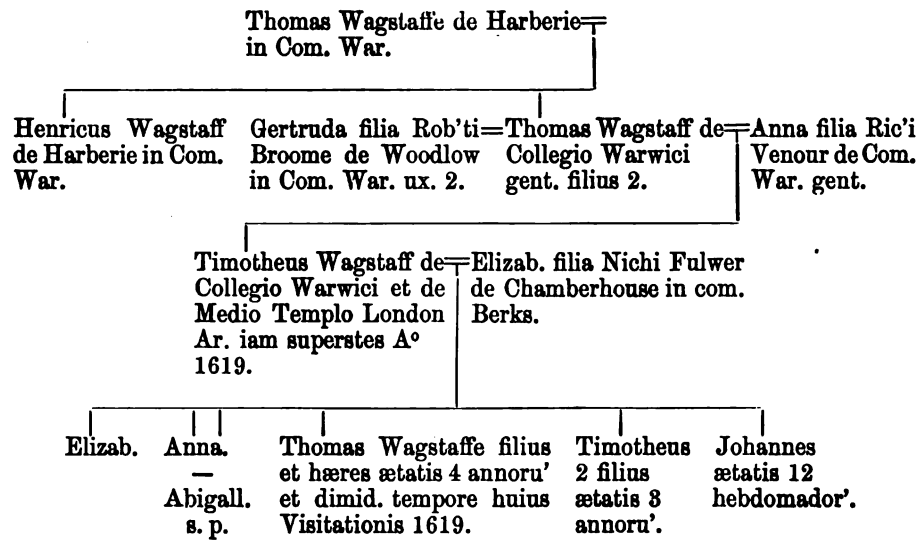 Thomas Wagstaffe de Harberie
in Com. War.
Henricus Wagstaff
de Harberie in Com.
War.
Gertruda filia Rob'ti
Broome de Woodlow
in Com. War. ux. 2.
=
Thomas Wagstaff de
Collegio Warwici
gent. filius 2.
Anna filia Ric'i
Venour de Com.
War. gent.
Timotheus Wagstaff de
Collegio Warwici et de
Medio Templo London
Ar. iam superstes Aº
1619.
Elizab. filia Nichi Fulwer
de Chamberhouse in com.
Berks.
Elizab.
Anna.
—
Abigall.
s. p.
Thomas Wagstaffe filius
et hæres ætatis 4 annoru'
et dimid. tempore huius
Visitationis 1619.
Timotheus
2 filius
ætatis 3
annoru'.
Johannes
ætatis 12
hebdomador'.